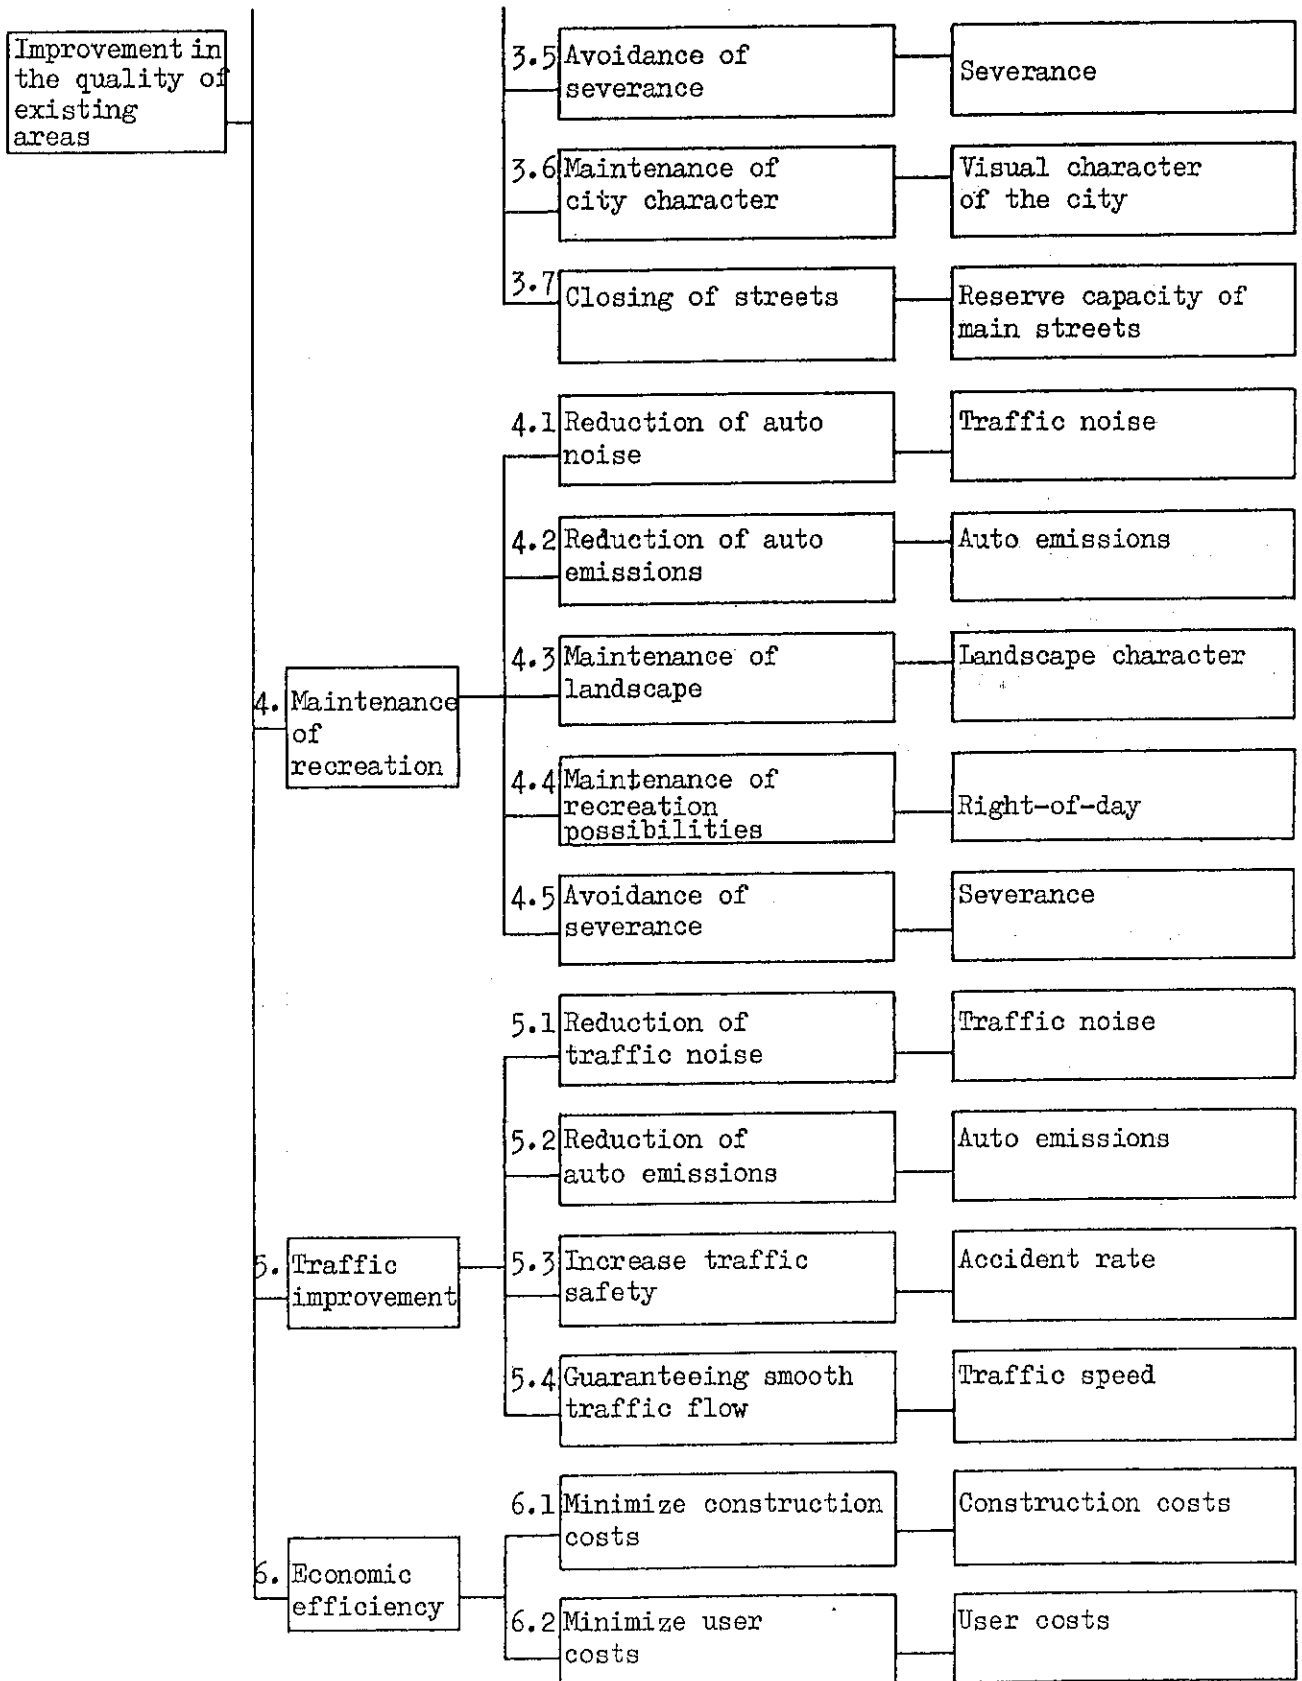 Improvement in
the quality of
existing
areas
3.5 Avoidance of
severance
Severance
3.6 Maintenance of
city character
Visual character
of the city
3.7 Closing of streets
Reserve capacity of
main streets
4. Maintenance
of
recreation
4.1 Reduction of auto
noise
Traffic noise
4.2 Reduction of auto
emissions
Auto emissions
4.3 Maintenance of
landscape
Landscape character
4.4 Maintenance of
recreation
possibilities
Right-of-day
4.5 Avoidance of
severance
Severance
5. Traffic
improvement
5.1 Reduction of
traffic noise
Traffic noise
5.2 Reduction of
auto emissions
Auto emissions
5.3 Increase traffic
safety
Accident rate
5.4 Guaranteeing smooth
traffic flow
Traffic speed
6. Economic
efficiency
6.1 Minimize construction
costs
Construction costs
6.2 Minimize user
costs
User costs